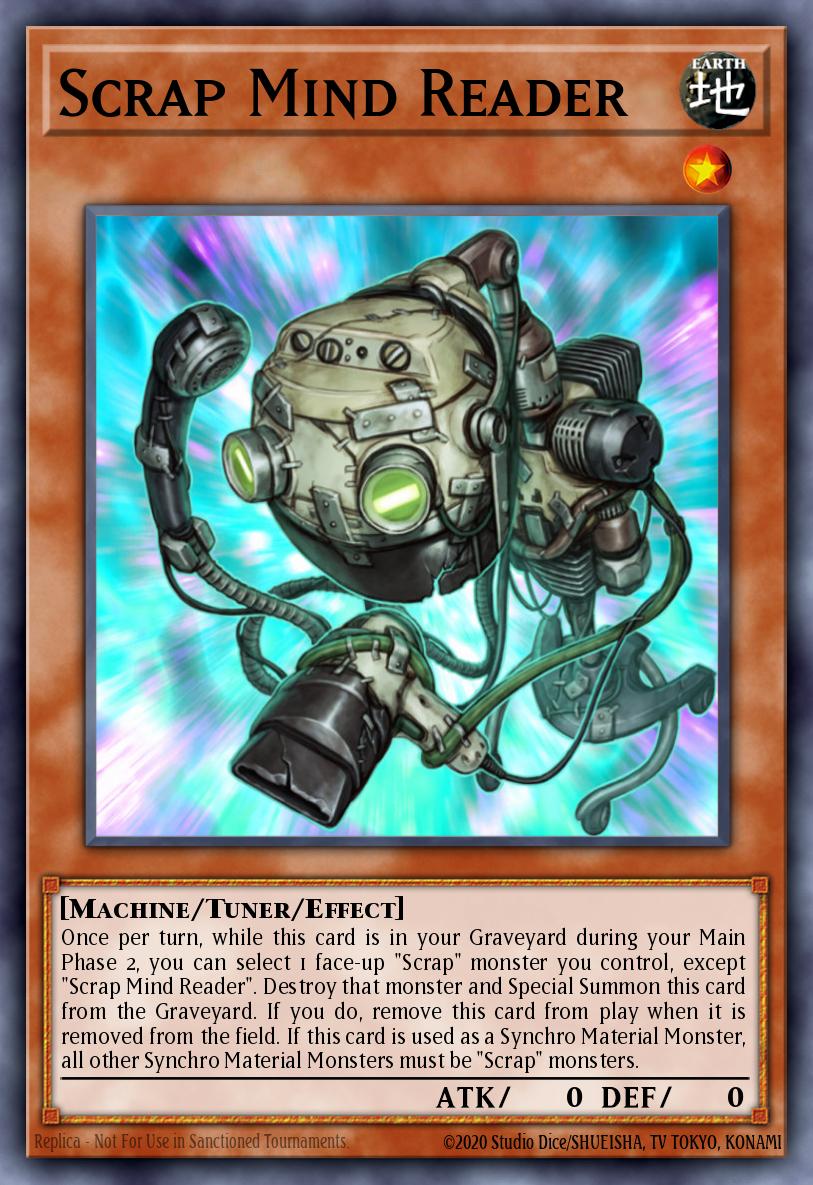 Scrap Mind Reader
EARTH
地
[Machine/Tuner/Effect]
Once per turn, while this card is in your Graveyard during your Main
Phase 2, you can select 1 face-up "Scrap" monster you control, except
"Scrap Mind Reader". Destroy that monster and Special Summon this card
from the Graveyard. If you do, remove this card from play when it is
removed from the field. If this card is used as a Synchro Material Monster,
all other Synchro Material Monsters must be "Scrap" monsters.
ATK/ 0 DEF/ 0
Replica - Not For Use in Sanctioned Tournaments.
©2020 Studio Dice/SHUEISHA, TV TOKYO, KONAMI